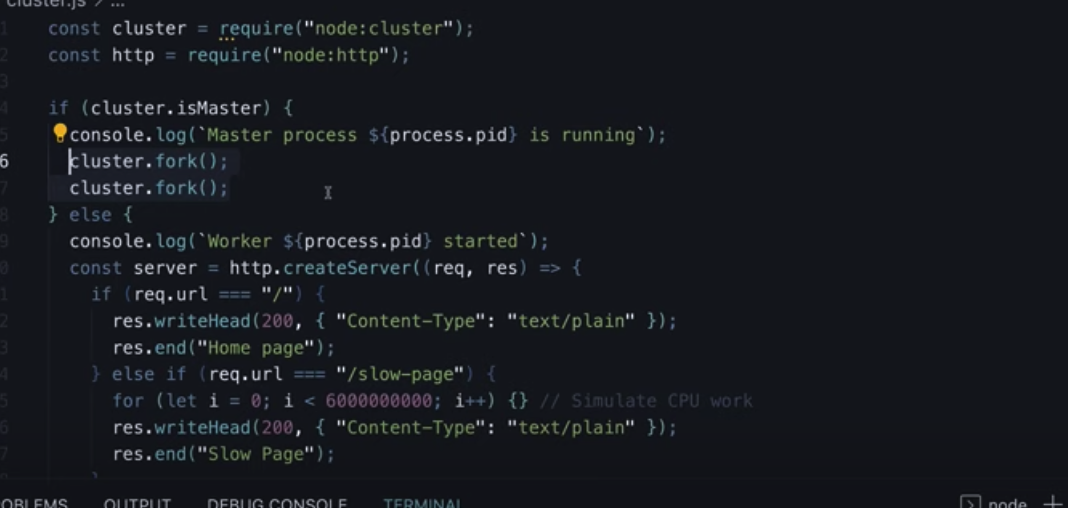 cluster.js > ...
1 const cluster = require("node:cluster");
2 const http = require("node:http");
3
4 if (cluster.isMaster) {
5 console.log(`Master process ${process.pid} is running`);
6 cluster.fork();
7 cluster.fork();
8 } else {
9 console.log(`Worker ${process.pid} started`);
0 const server = http.createServer((req, res) => {
1 if (req.url === "/") {
2 res.writeHead(200, { "Content-Type": "text/plain" });
3 res.end("Home page");
4 } else if (req.url === "/slow-page") {
5 for (let i = 0; i < 6000000000; i++) {} // Simulate CPU work
6 res.writeHead(200, { "Content-Type": "text/plain" });
7 res.end("Slow Page");
}
OBLEMS OUTPUT DEBUG CONSOLE TERMINAL node